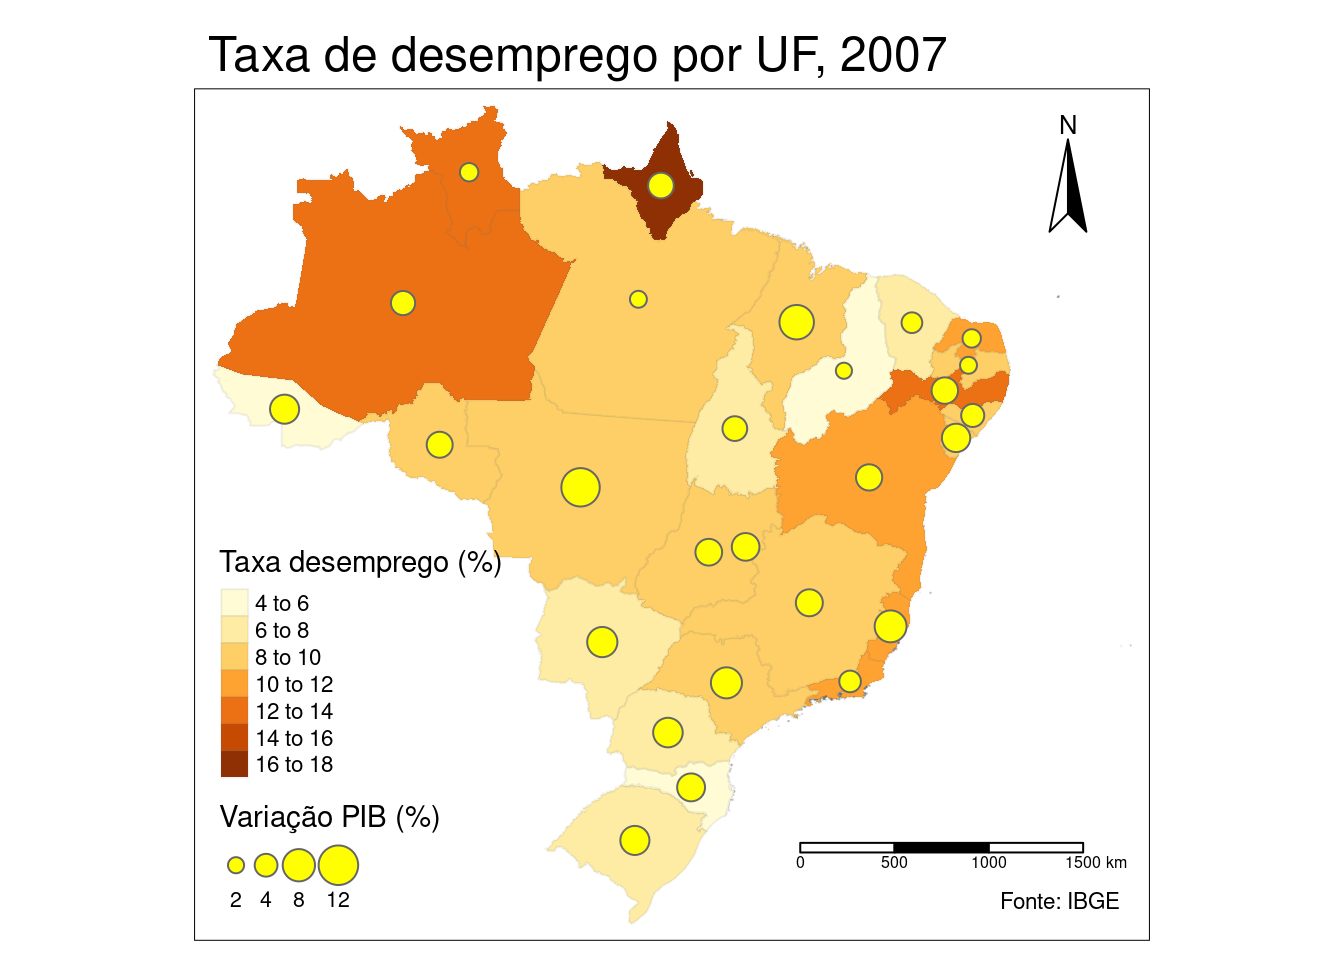 Taxa de desemprego por UF, 2007
N
Taxa desemprego (%)
4 to 6
6 to 8
8 to 10
10 to 12
12 to 14
14 to 16
16 to 18
Variação PIB (%)
2 4 8 12
0 500 1000 1500 km
Fonte: IBGE